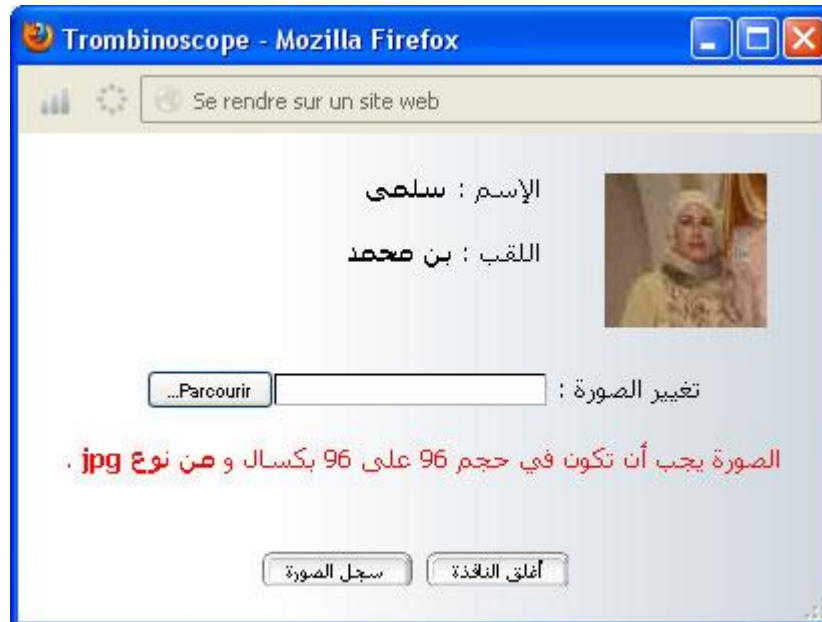 Trombinoscope - Mozilla Firefox
Se rendre sur un site web
الإسم : سلمى
اللقب : بن محمد
تغيير الصورة :
Parcourir...
الصورة يجب أن تكون في حجم 96 على 96 بكسال و من نوع jpg .
أغلق النافذة
سجل الصورة